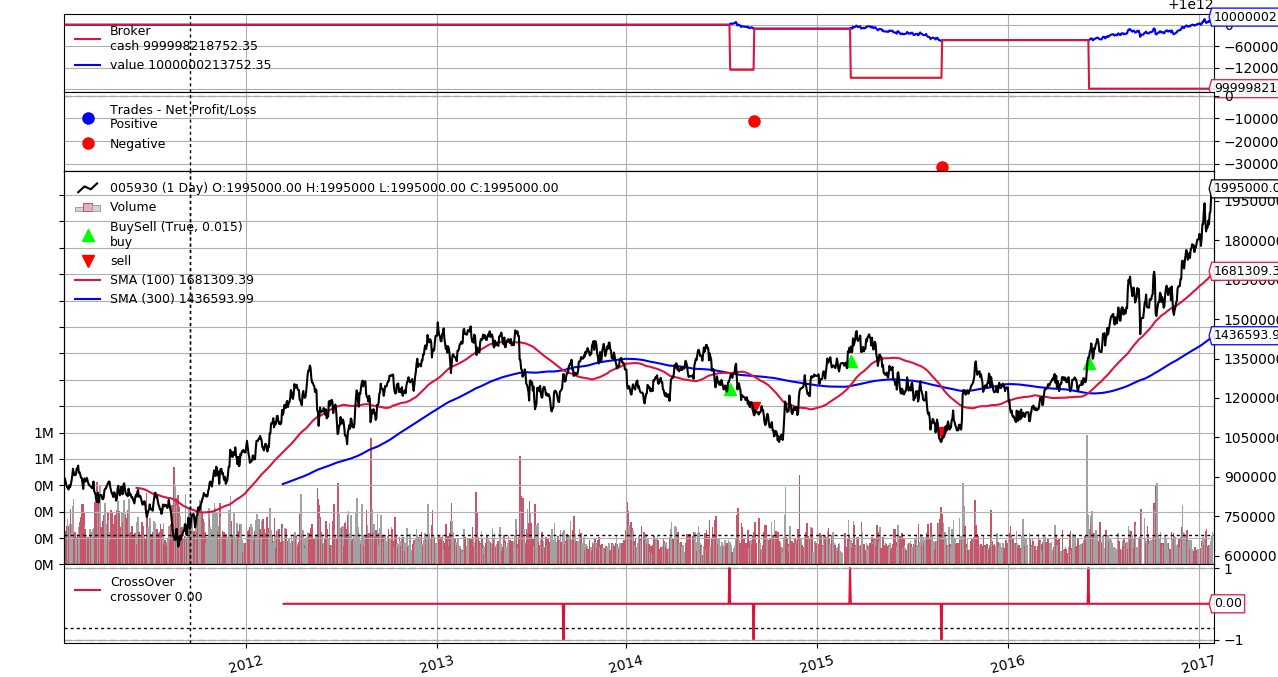 +1e12
Broker
cash 999998218752.35
value 1000000213752.35
10000002
0
−60000
−12000
99999821
Trades - Net Profit/Loss
Positive
Negative
0
−10000
−20000
−30000
005930 (1 Day) O:1995000.00 H:1995000 L:1995000.00 C:1995000.00
Volume
BuySell (True, 0.015)
buy
sell
SMA (100) 1681309.39
SMA (300) 1436593.99
1995000.0
1950000
1800000
1681309.3
1650000
1500000
1436593.9
1350000
1200000
1050000
900000
750000
600000
1M
1M
0M
0M
0M
0M
CrossOver
crossover 0.00
1
0.00
−1
2012
2013
2014
2015
2016
2017